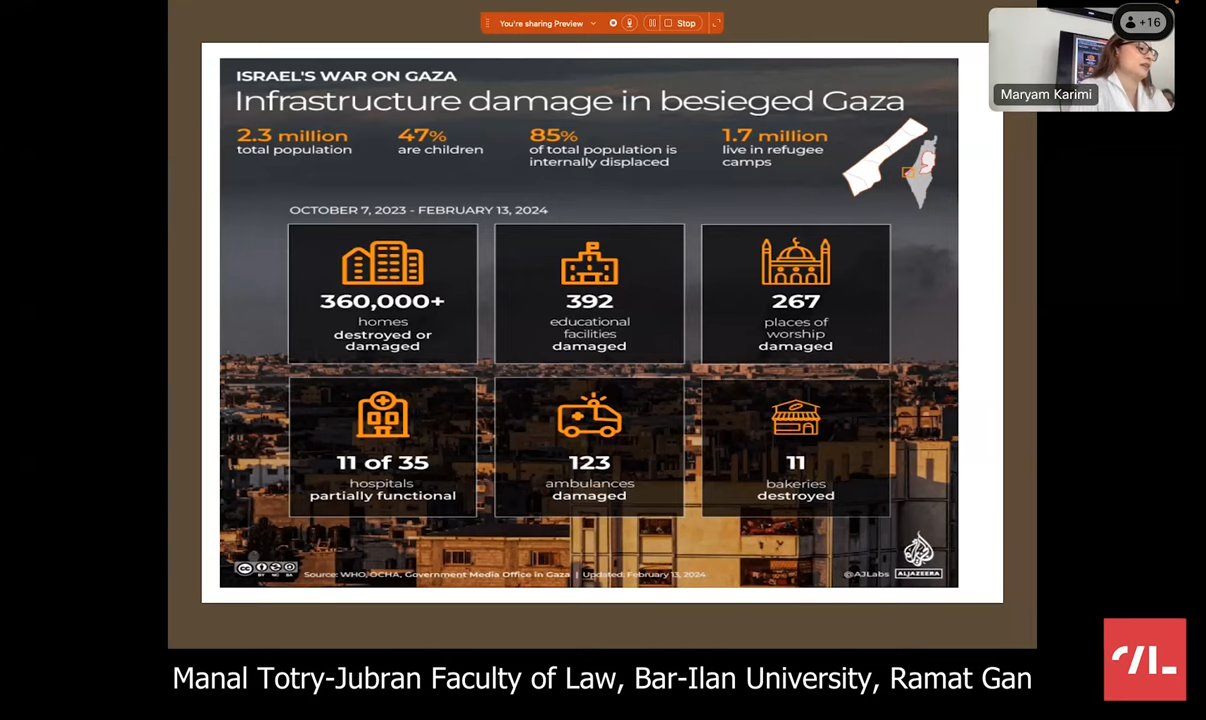 You're sharing Preview
Stop
+16
Maryam Karimi
ISRAEL'S WAR ON GAZA
Infrastructure damage in besieged Gaza
2.3 million
total population
47%
are children
85%
of total population is
internally displaced
1.7 million
live in refugee
camps
OCTOBER 7, 2023 - FEBRUARY 13, 2024
360,000+
homes
destroyed or
damaged
392
educational
facilities
damaged
267
places of
worship
damaged
11 of 35
hospitals
partially functional
123
ambulances
damaged
11
bakeries
destroyed
cc
BY NC SA
Source: WHO, OCHA, Government Media Office in Gaza | Updated: February 13, 2024
@AJLabs
ALJAZEERA
Manal Totry-Jubran Faculty of Law, Bar-Ilan University, Ramat Gan